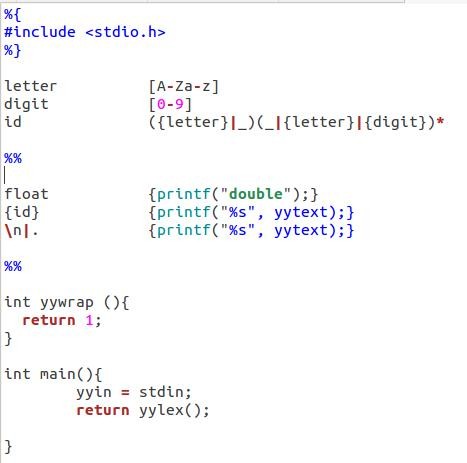 %{
#include <stdio.h>
%}
letter [A-Za-z]
digit [0-9]
id ({letter}|_)(_|{letter}|{digit})*
%%
float {printf("double");}
{id} {printf("%s", yytext);}
\n|. {printf("%s", yytext);}
%%
int yywrap (){
return 1;
}
int main(){
yyin = stdin;
return yylex();
}